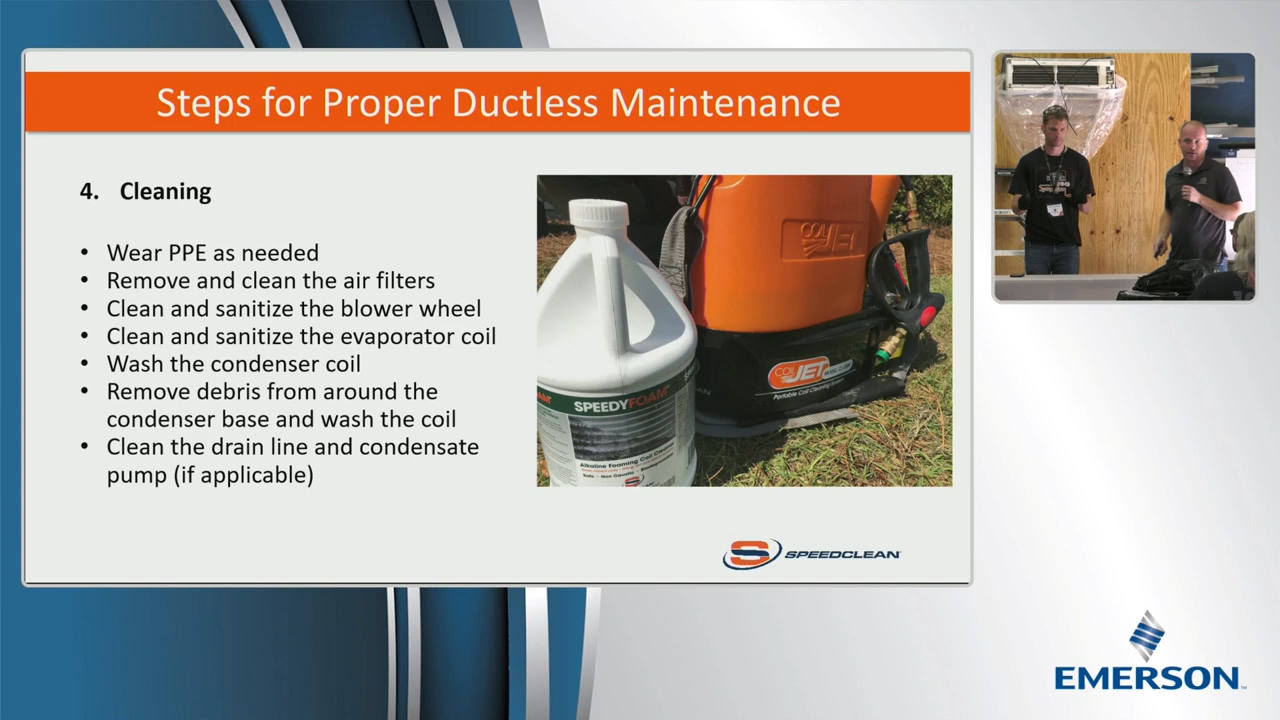 Steps for Proper Ductless Maintenance
4. Cleaning
• Wear PPE as needed
• Remove and clean the air filters
• Clean and sanitize the blower wheel
• Clean and sanitize the evaporator coil
• Wash the condenser coil
• Remove debris from around the
condenser base and wash the coil
• Clean the drain line and condensate
pump (if applicable)
COIL
JET
COIL
JET
Portable Coil Cleaning System
SPEEDYFOAM
Alkaline Foaming Coil Cleaner
SPEEDCLEAN
EMERSON